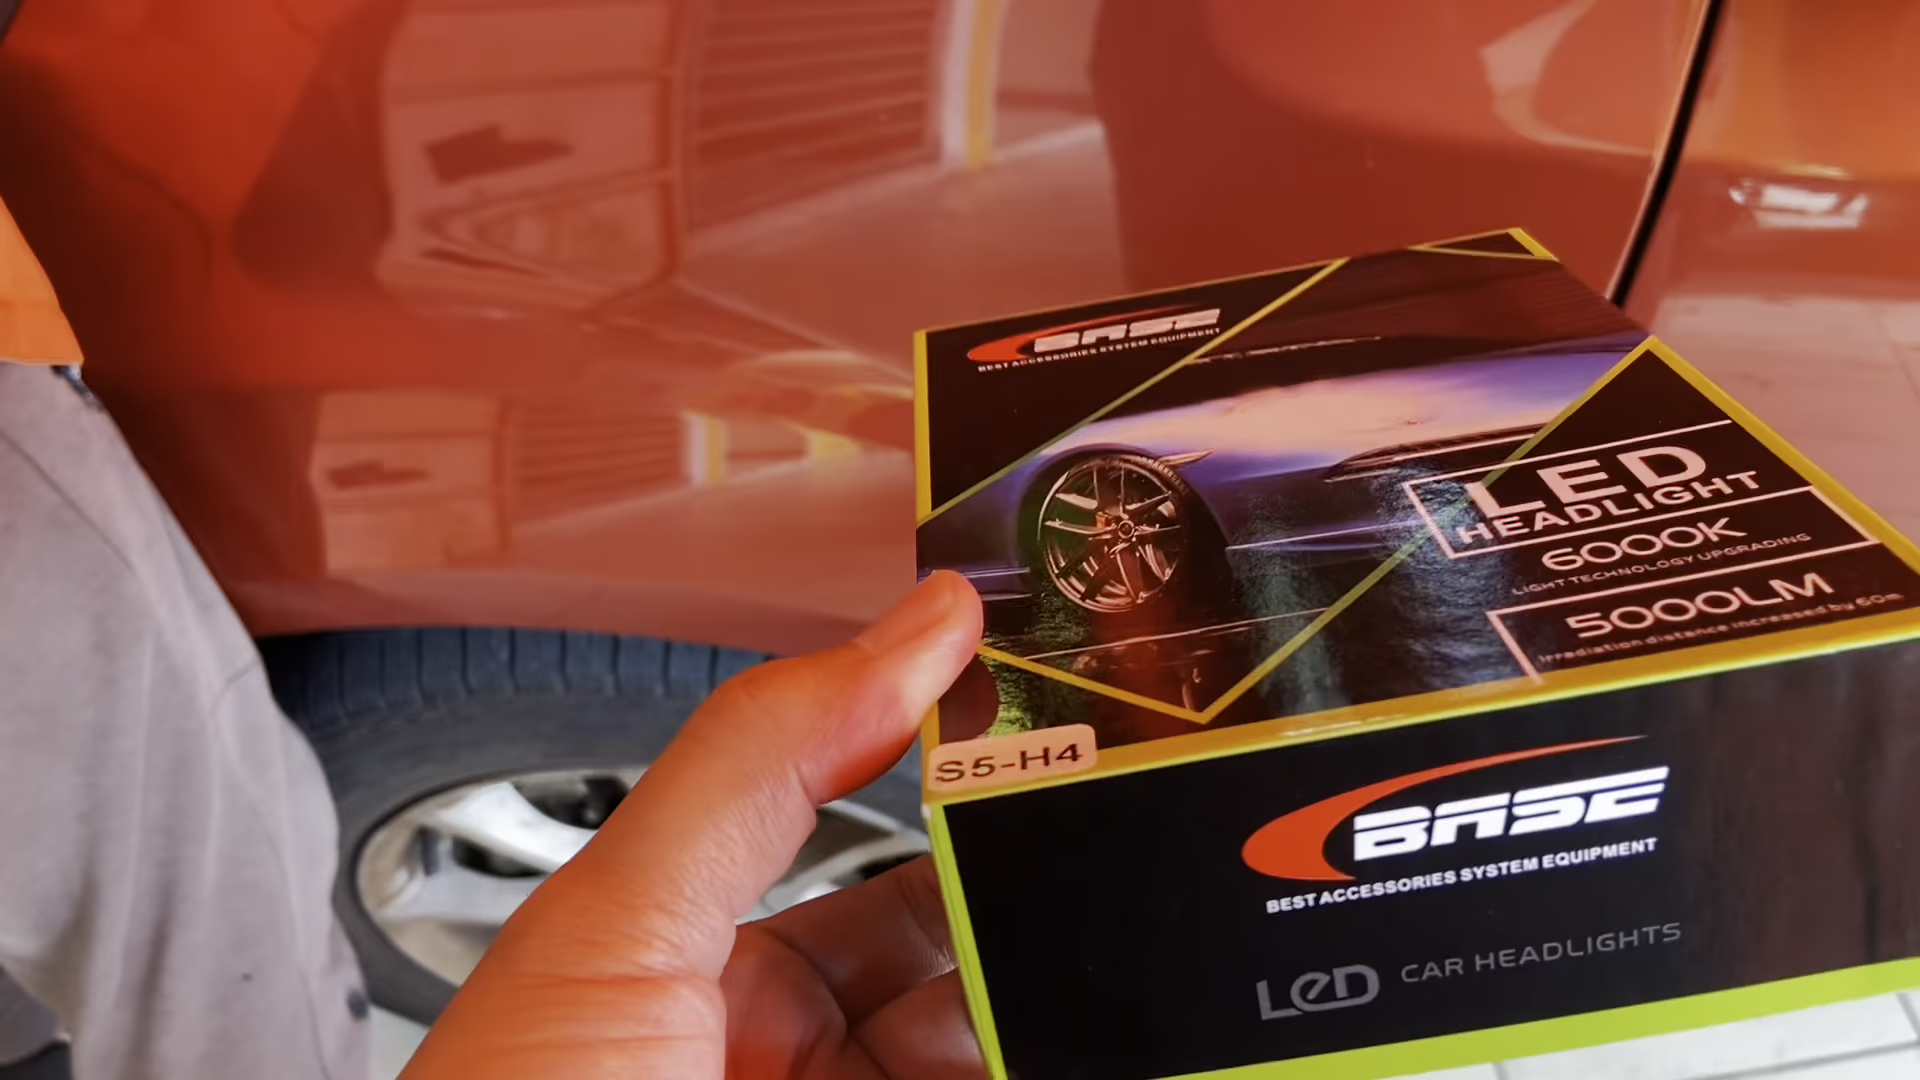 BASE
BEST ACCESSORIES SYSTEM EQUIPMENT
LED
HEADLIGHT
6000K
LIGHT TECHNOLOGY UPGRADING
5000LM
Irradiation distance increased by 60m
S5-H4
BASE
BEST ACCESSORIES SYSTEM EQUIPMENT
LeD CAR HEADLIGHTS